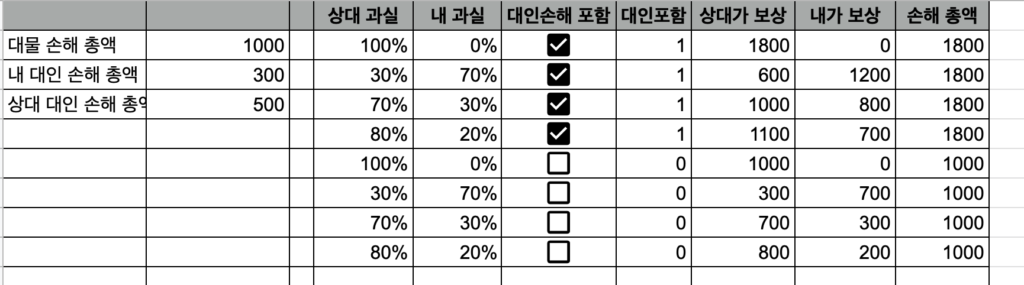 상대 과실 내 과실 대인손해 포함 대인포함 상대가 보상 내가 보상 손해 총액
대물 손해 총액 1000 100% 0% 1 1800 0 1800
내 대인 손해 총액 300 30% 70% 1 600 1200 1800
상대 대인 손해 총액 500 70% 30% 1 1000 800 1800
80% 20% 1 1100 700 1800
100% 0% 0 1000 0 1000
30% 70% 0 300 700 1000
70% 30% 0 700 300 1000
80% 20% 0 800 200 1000